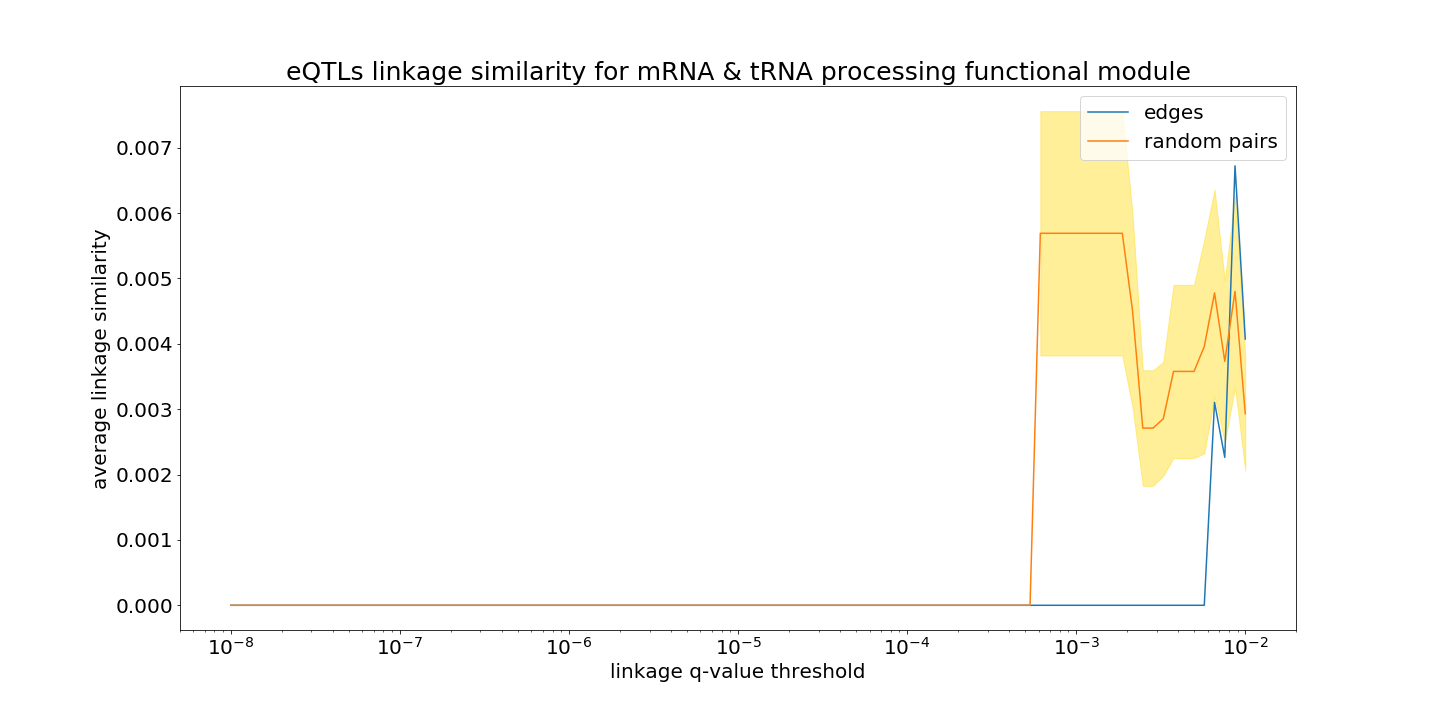 eQTLs linkage similarity for mRNA & tRNA processing functional module
edges
random pairs
average linkage similarity
0.007
0.006
0.005
0.004
0.003
0.002
0.001
0.000
10⁻⁸ 10⁻⁷ 10⁻⁶ 10⁻⁵ 10⁻⁴ 10⁻³ 10⁻²
linkage q-value threshold